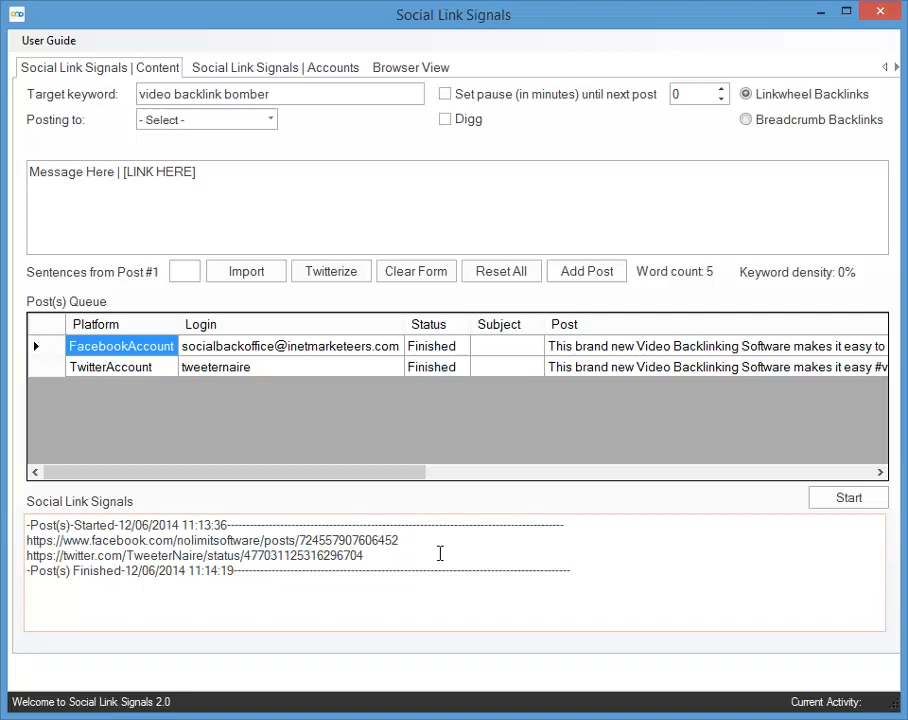 Social Link Signals
User Guide
Social Link Signals | Content Social Link Signals | Accounts Browser View
Target keyword: video backlink bomber Set pause (in minutes) until next post 0 Linkwheel Backlinks
Posting to: - Select - Digg Breadcrumb Backlinks
Message Here | [LINK HERE]
Sentences from Post #1 Import Twitterize Clear Form Reset All Add Post Word count: 5 Keyword density: 0%
Post(s) Queue
Platform Login Status Subject Post
FacebookAccount socialbackoffice@inetmarketeers.com Finished This brand new Video Backlinking Software makes it easy to
TwitterAccount tweeternaire Finished This brand new Video Backlinking Software makes it easy #v
Social Link Signals Start
-Post(s)-Started-12/06/2014 11:13:36------------------------------------------------------------------------------------------
https://www.facebook.com/nolimitsoftware/posts/724557907606452
https://twitter.com/TweeterNaire/status/477031125316296704
-Post(s) Finished-12/06/2014 11:14:19------------------------------------------------------------------------------------------
Welcome to Social Link Signals 2.0 Current Activity: